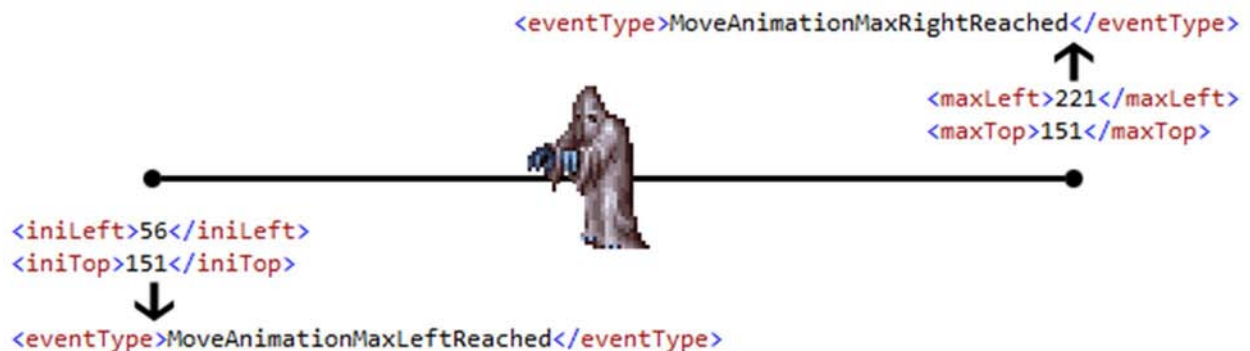 <eventType>MoveAnimationMaxRightReached</eventType>
<maxLeft>221</maxLeft>
<maxTop>151</maxTop>
<iniLeft>56</iniLeft>
<iniTop>151</iniTop>
<eventType>MoveAnimationMaxLeftReached</eventType>